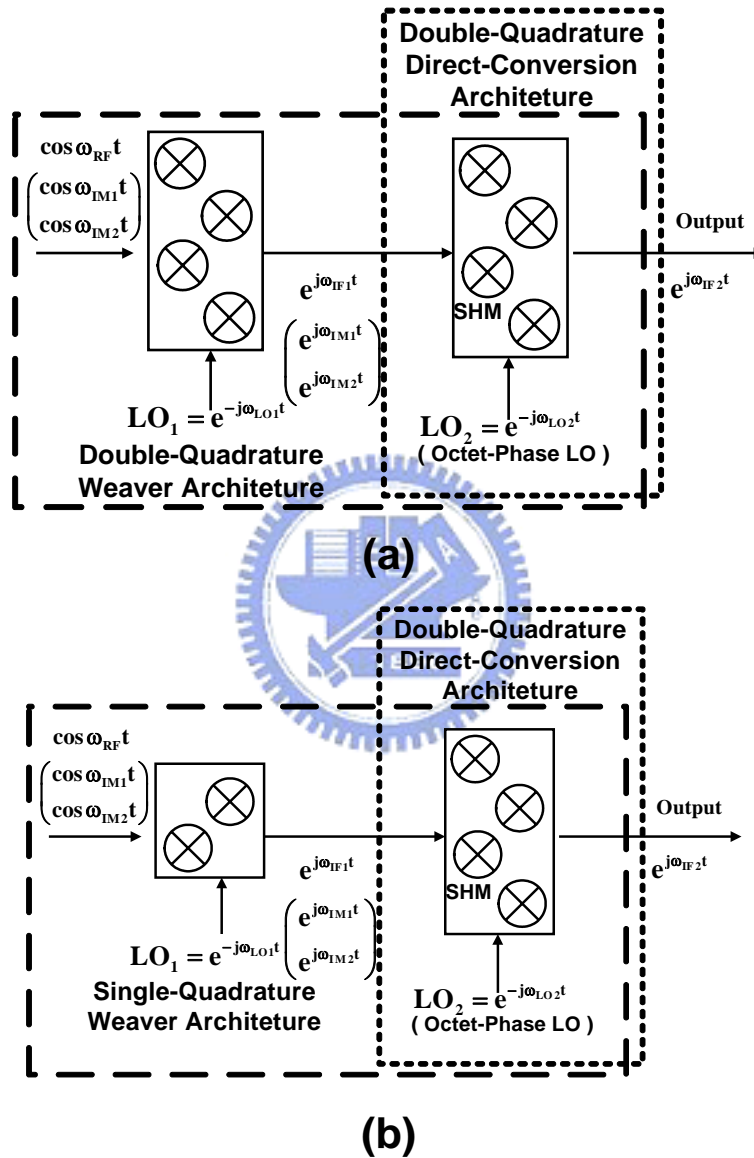 Double-Quadrature
Direct-Conversion
Architeture
cos ω_RF t
(cos ω_IM1 t)
(cos ω_IM2 t)
Output
e^{jω_IF1 t}
e^{jω_IF2 t}
SHM
(e^{jω_IM1 t})
(e^{jω_IM2 t})
LO_1 = e^{-jω_LO1 t}
LO_2 = e^{-jω_LO2 t}
( Octet-Phase LO )
Double-Quadrature
Weaver Architeture
(a)
Double-Quadrature
Direct-Conversion
Architeture
cos ω_RF t
(cos ω_IM1 t)
(cos ω_IM2 t)
Output
e^{jω_IF1 t}
e^{jω_IF2 t}
SHM
(e^{jω_IM1 t})
(e^{jω_IM2 t})
LO_1 = e^{-jω_LO1 t}
LO_2 = e^{-jω_LO2 t}
( Octet-Phase LO )
Single-Quadrature
Weaver Architeture
(b)